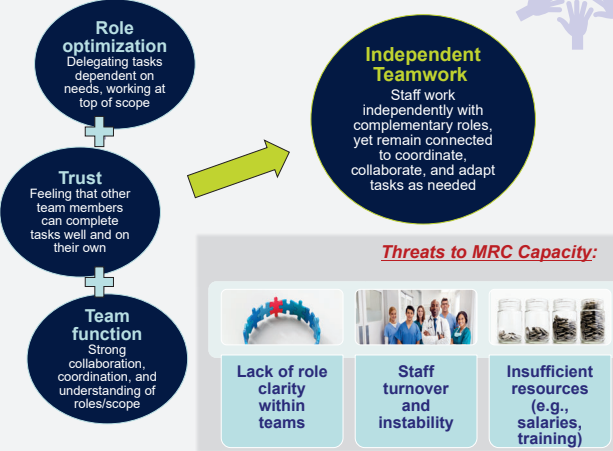 Role
optimization
Delegating tasks
dependent on
needs, working at
top of scope
Trust
Feeling that other
team members
can complete
tasks well and on
their own
Team
function
Strong
collaboration,
coordination, and
understanding of
roles/scope
Independent
Teamwork
Staff work
independently with
complementary roles,
yet remain connected
to coordinate,
collaborate, and adapt
tasks as needed
Threats to MRC Capacity:
Lack of role
clarity
within
teams
Staff
turnover
and
instability
Insufficient
resources
(e.g.,
salaries,
training)